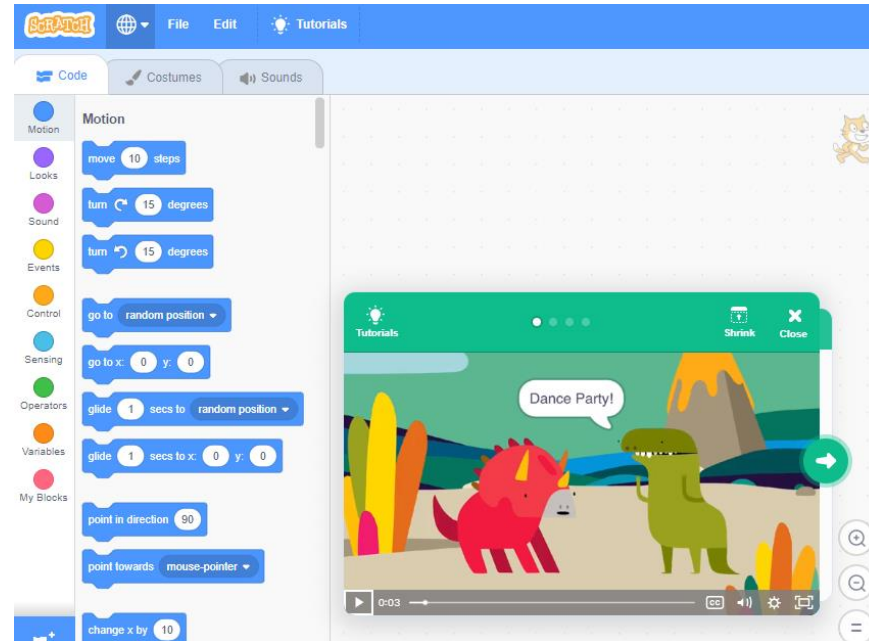 SCRATCH File Edit Tutorials
Code Costumes Sounds
Motion
Looks
Sound
Events
Control
Sensing
Operators
Variables
My Blocks
Motion
move 10 steps
turn 15 degrees
turn 15 degrees
go to random position
go to x: 0 y: 0
glide 1 secs to random position
glide 1 secs to x: 0 y: 0
point in direction 90
point towards mouse-pointer
change x by 10
Tutorials Shrink Close
Dance Party!
0:03 CC